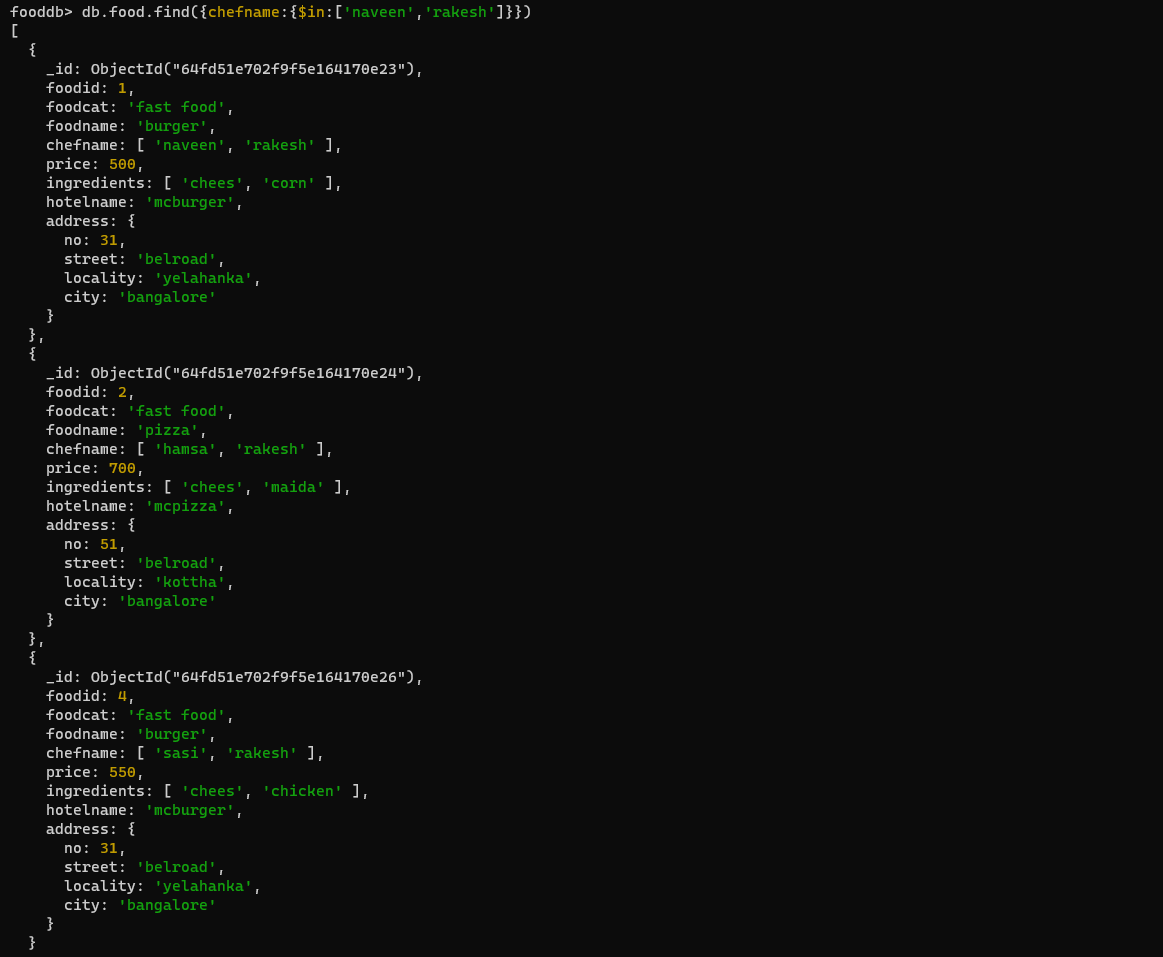 fooddb> db.food.find({chefname:{$in:['naveen','rakesh']}})
[
  {
    _id: ObjectId("64fd51e702f9f5e164170e23"),
    foodid: 1,
    foodcat: 'fast food',
    foodname: 'burger',
    chefname: [ 'naveen', 'rakesh' ],
    price: 500,
    ingredients: [ 'chees', 'corn' ],
    hotelname: 'mcburger',
    address: {
      no: 31,
      street: 'belroad',
      locality: 'yelahanka',
      city: 'bangalore'
    }
  },
  {
    _id: ObjectId("64fd51e702f9f5e164170e24"),
    foodid: 2,
    foodcat: 'fast food',
    foodname: 'pizza',
    chefname: [ 'hamsa', 'rakesh' ],
    price: 700,
    ingredients: [ 'chees', 'maida' ],
    hotelname: 'mcpizza',
    address: {
      no: 51,
      street: 'belroad',
      locality: 'kottha',
      city: 'bangalore'
    }
  },
  {
    _id: ObjectId("64fd51e702f9f5e164170e26"),
    foodid: 4,
    foodcat: 'fast food',
    foodname: 'burger',
    chefname: [ 'sasi', 'rakesh' ],
    price: 550,
    ingredients: [ 'chees', 'chicken' ],
    hotelname: 'mcburger',
    address: {
      no: 31,
      street: 'belroad',
      locality: 'yelahanka',
      city: 'bangalore'
    }
  }